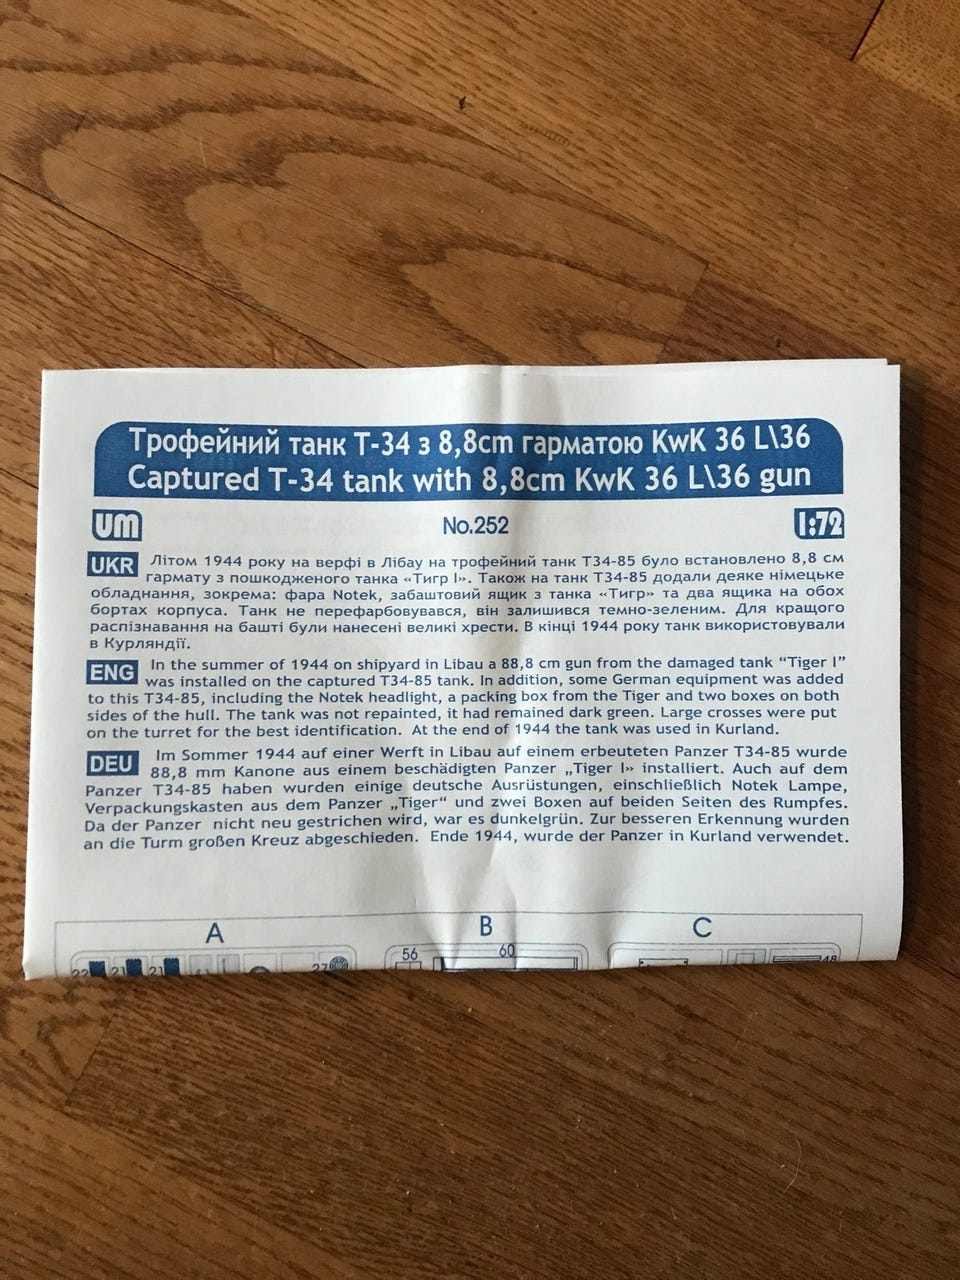 Трофейний танк Т-34 з 8,8cm гарматою KwK 36 L\36
Captured T-34 tank with 8,8cm KwK 36 L\36 gun
um No.252 1:72
UKR Літом 1944 року на верфі в Лібау на трофейний танк Т34-85 було встановлено 8,8 см
гармату з пошкодженого танка «Тигр I». Також на танк Т34-85 додали деяке німецьке
обладнання, зокрема: фара Notek, забаштовий ящик з танка «Тигр» та два ящика на обох
бортах корпуса. Танк не перефарбовувався, він залишився темно-зеленим. Для кращого
распізнавання на башті були нанесені великі хрести. В кінці 1944 року танк використовували
в Курляндії.
ENG In the summer of 1944 on shipyard in Libau a 88,8 cm gun from the damaged tank “Tiger I”
was installed on the captured T34-85 tank. In addition, some German equipment was added
to this T34-85, including the Notek headlight, a packing box from the Tiger and two boxes on both
sides of the hull. The tank was not repainted, it had remained dark green. Large crosses were put
on the turret for the best identification. At the end of 1944 the tank was used in Kurland.
DEU Im Sommer 1944 auf einer Werft in Libau auf einem erbeuteten Panzer T34-85 wurde
88,8 mm Kanone aus einem beschädigten Panzer „Tiger I» installiert. Auch auf dem
Panzer T34-85 haben wurden einige deutsche Ausrüstungen, einschließlich Notek Lampe,
Verpackungskasten aus dem Panzer „Tiger“ und zwei Boxen auf beiden Seiten des Rumpfes.
Da der Panzer nicht neu gestrichen wird, war es dunkelgrün. Zur besseren Erkennung wurden
an die Turm großen Kreuz abgeschieden. Ende 1944, wurde der Panzer in Kurland verwendet.
A B C
22 21 21 27 56 60 48